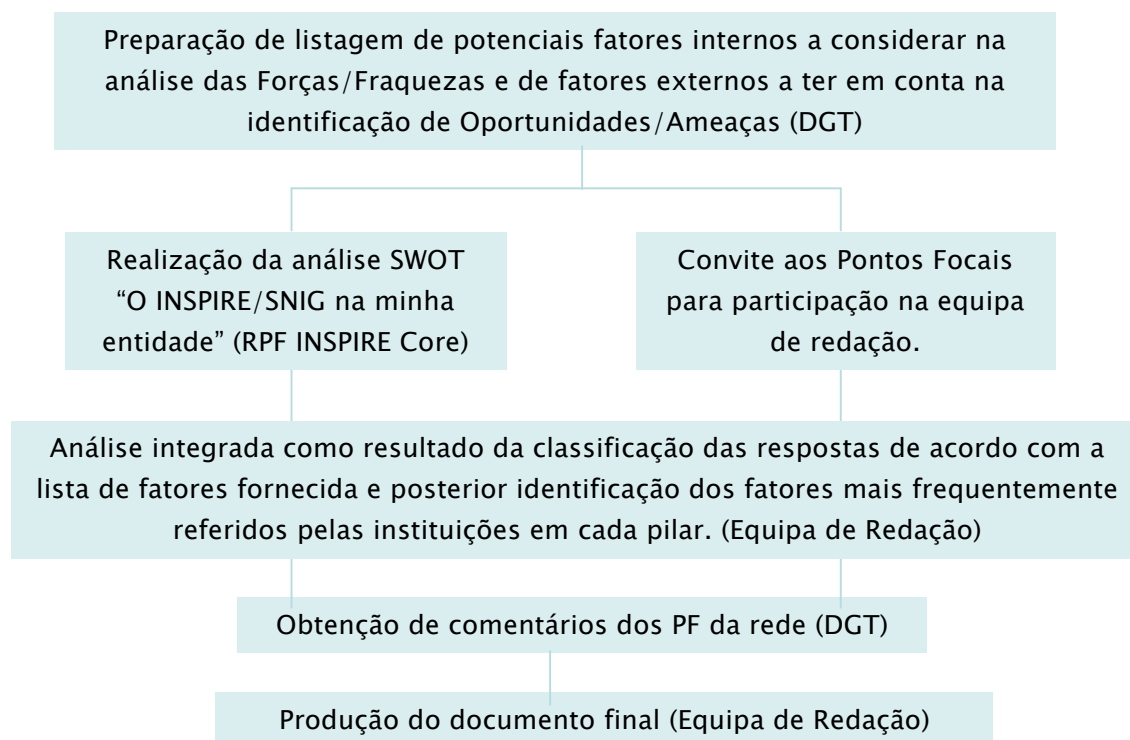 Preparação de listagem de potenciais fatores internos a considerar na
análise das Forças/Fraquezas e de fatores externos a ter em conta na
identificação de Oportunidades/Ameaças (DGT)
Realização da análise SWOT
“O INSPIRE/SNIG na minha
entidade” (RPF INSPIRE Core)
Convite aos Pontos Focais
para participação na equipa
de redação.
Análise integrada como resultado da classificação das respostas de acordo com a
lista de fatores fornecida e posterior identificação dos fatores mais frequentemente
referidos pelas instituições em cada pilar. (Equipa de Redação)
Obtenção de comentários dos PF da rede (DGT)
Produção do documento final (Equipa de Redação)